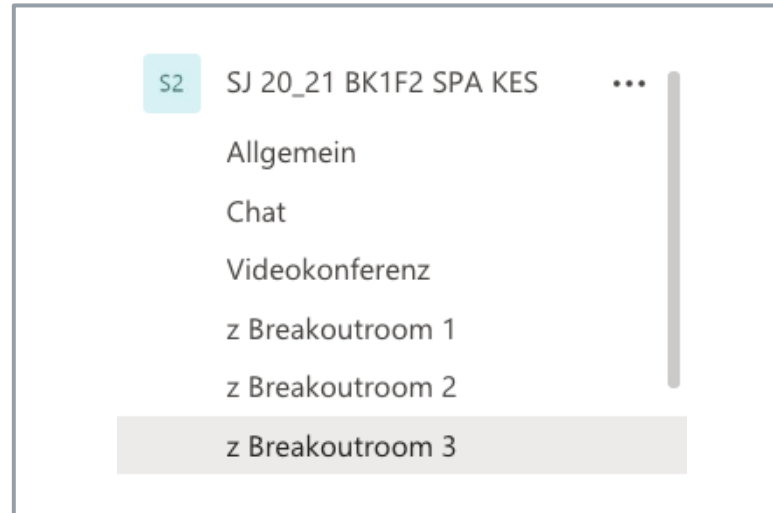 S2 SJ 20_21 BK1F2 SPA KES ...
Allgemein
Chat
Videokonferenz
z Breakoutroom 1
z Breakoutroom 2
z Breakoutroom 3